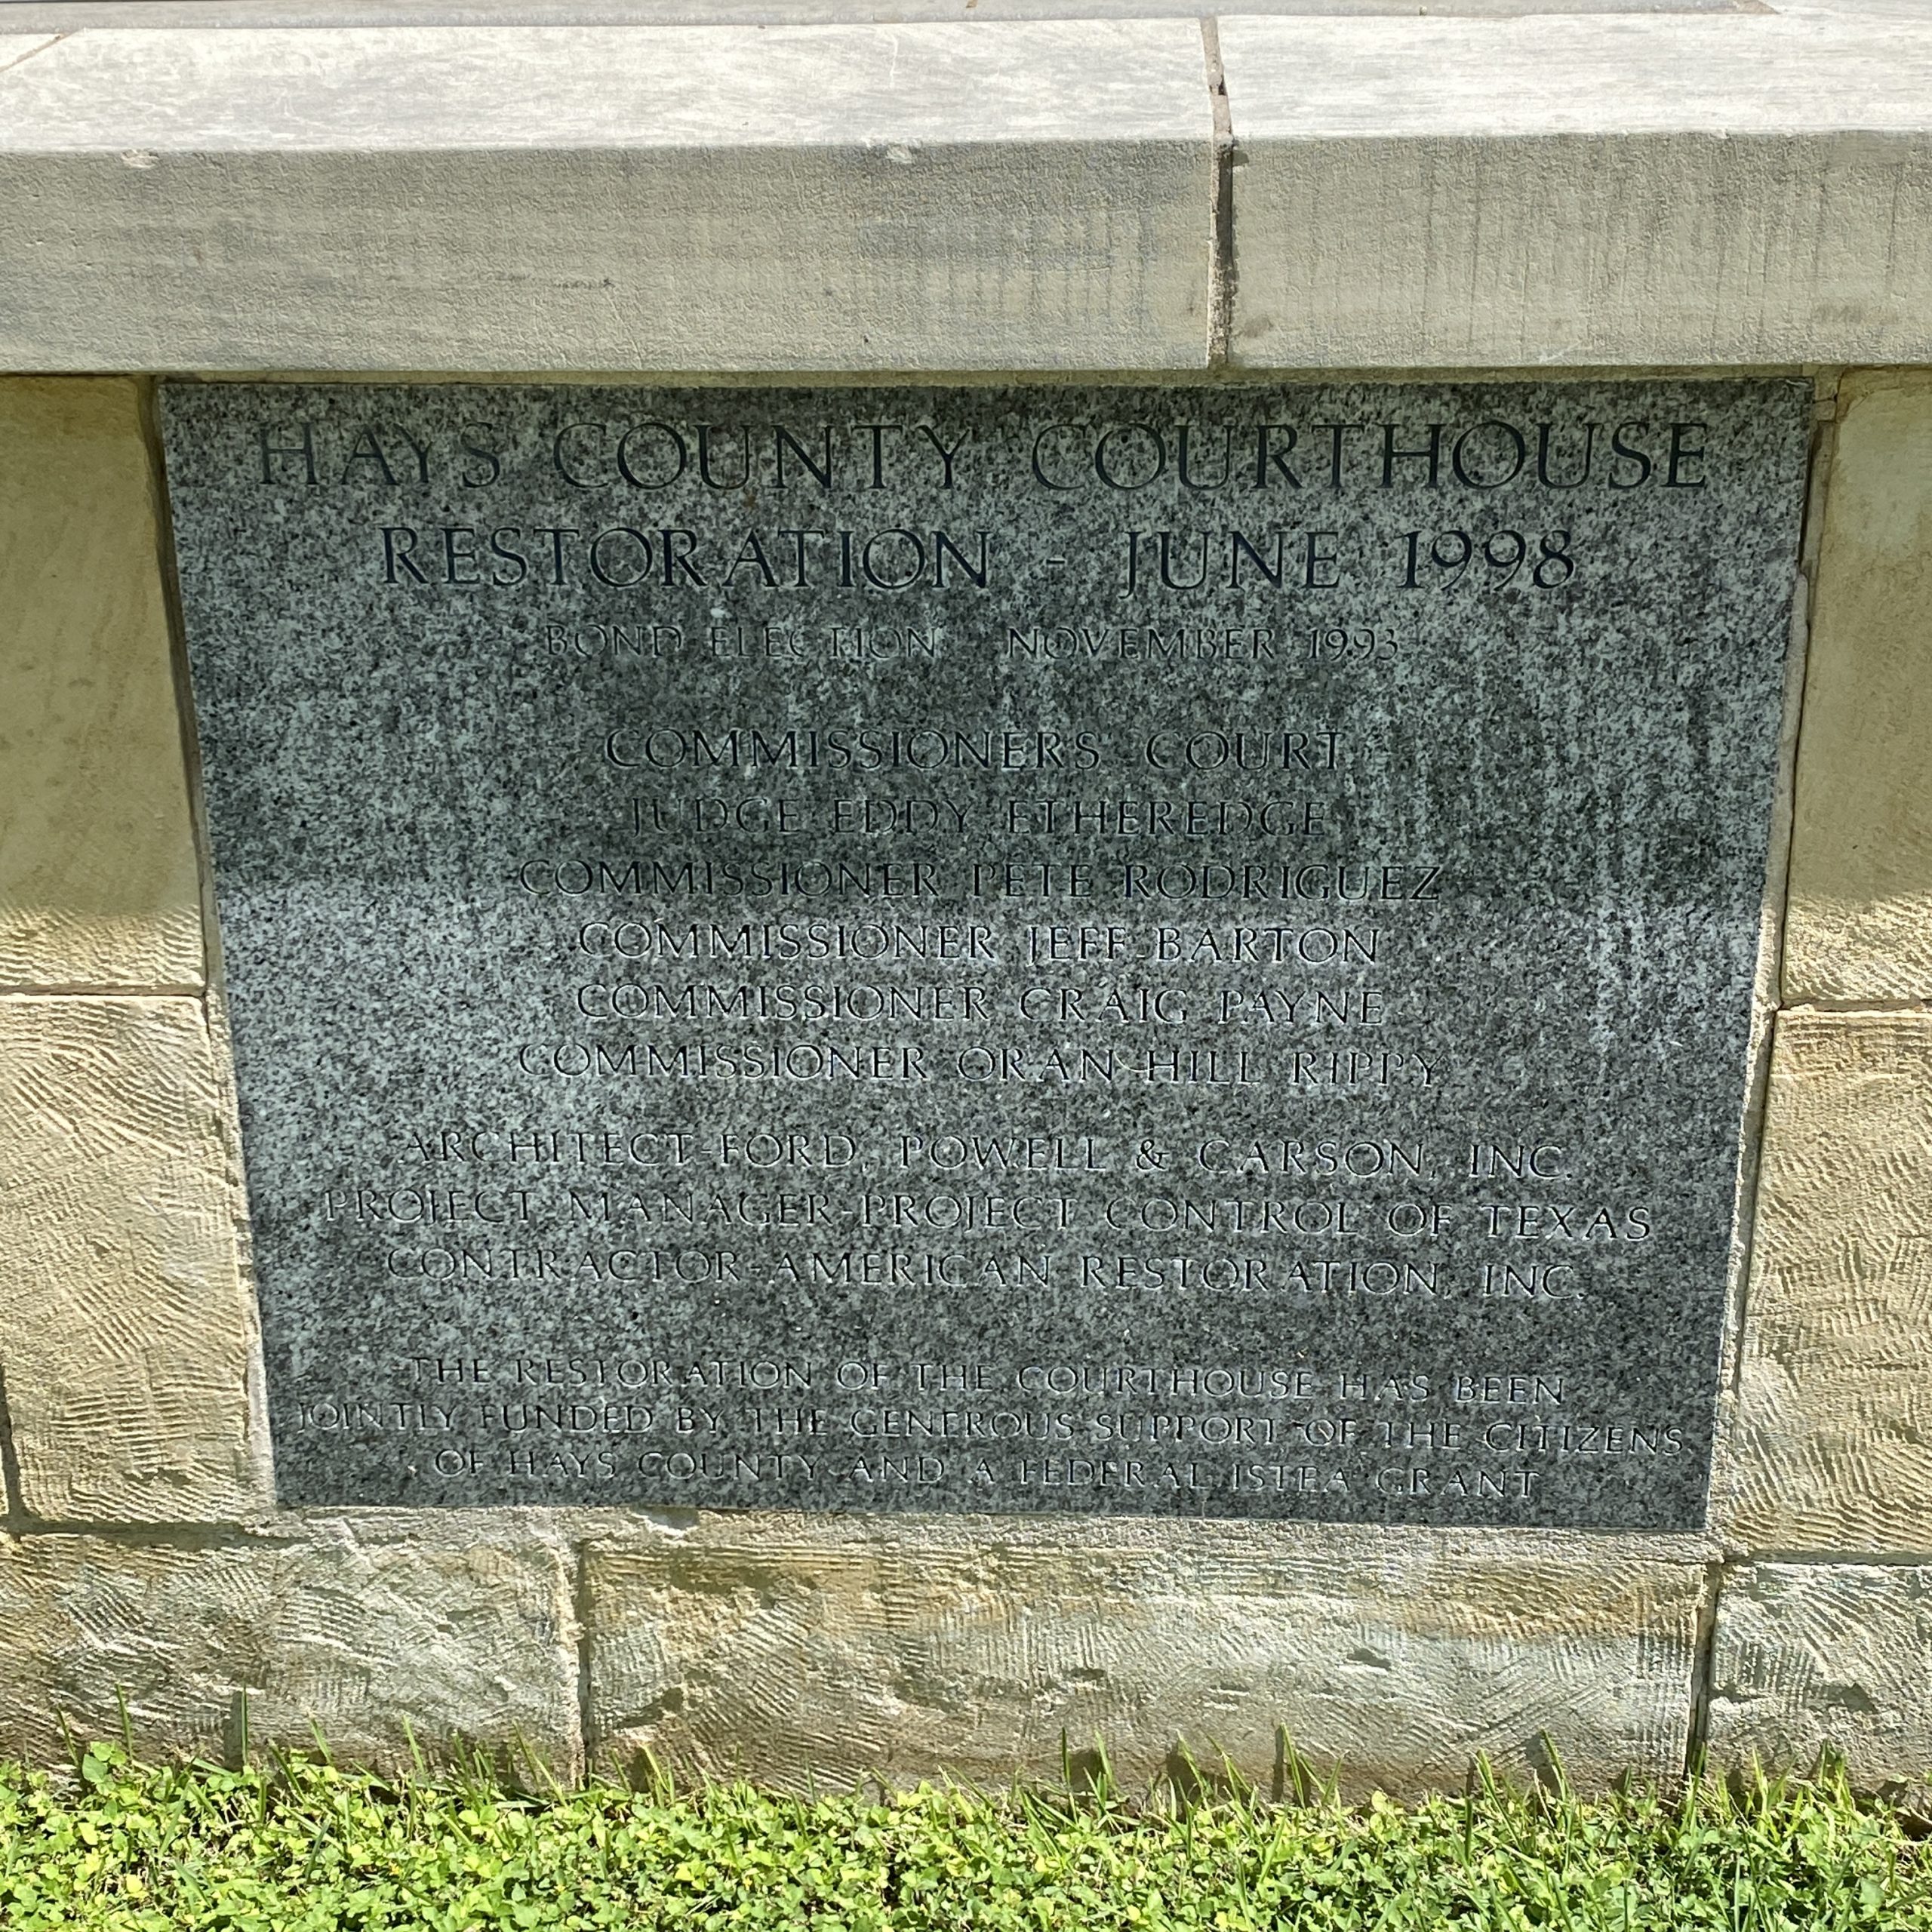 HAYS COUNTY COURTHOUSE
RESTORATION - JUNE 1998
BOND ELECTION NOVEMBER 1993
COMMISSIONERS COURT
JUDGE EDDY ETHEREDGE
COMMISSIONER PETE RODRIGUEZ
COMMISSIONER JEFF BARTON
COMMISSIONER CRAIG PAYNE
COMMISSIONER ORAN HILL RIPPY
ARCHITECT-FORD, POWELL & CARSON, INC.
PROJECT MANAGER-PROJECT CONTROL OF TEXAS
CONTRACTOR-AMERICAN RESTORATION, INC.
THE RESTORATION OF THE COURTHOUSE HAS BEEN
JOINTLY FUNDED BY THE GENEROUS SUPPORT OF THE CITIZENS
OF HAYS COUNTY AND A FEDERAL ISTEA GRANT